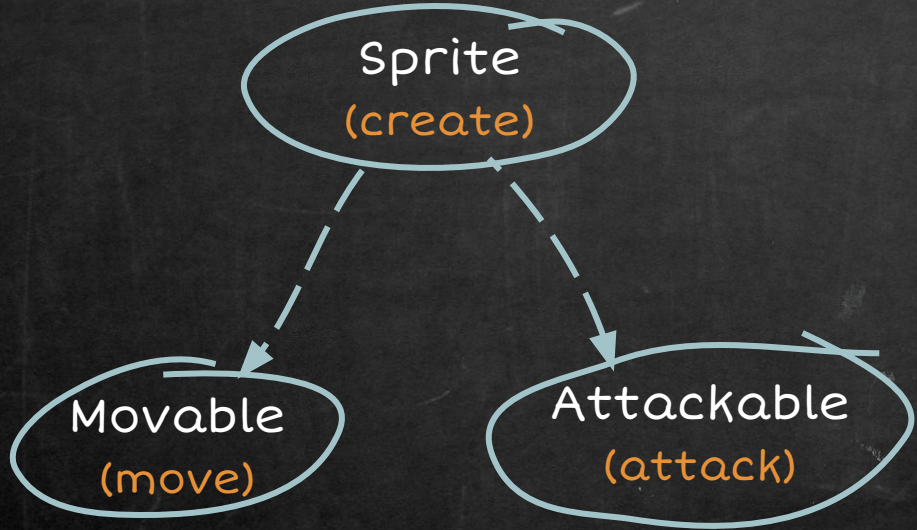 Sprite
(create)
Movable
(move)
Attackable
(attack)